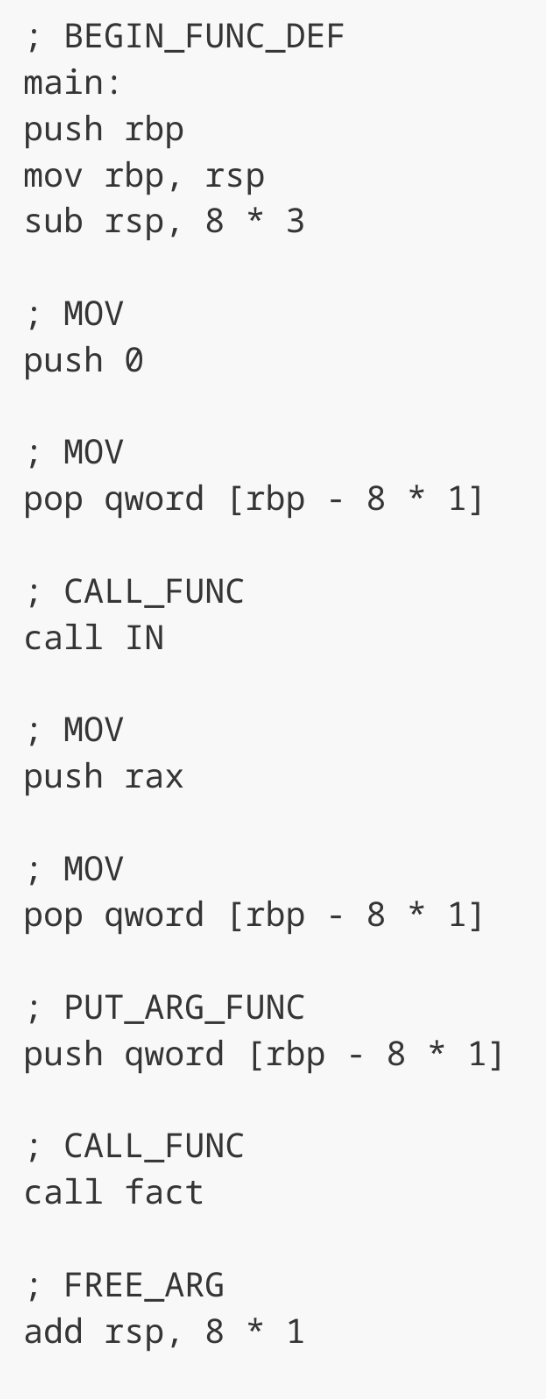 ; BEGIN_FUNC_DEF
main:
push rbp
mov rbp, rsp
sub rsp, 8 * 3
; MOV
push 0
; MOV
pop qword [rbp - 8 * 1]
; CALL_FUNC
call IN
; MOV
push rax
; MOV
pop qword [rbp - 8 * 1]
; PUT_ARG_FUNC
push qword [rbp - 8 * 1]
; CALL_FUNC
call fact
; FREE_ARG
add rsp, 8 * 1